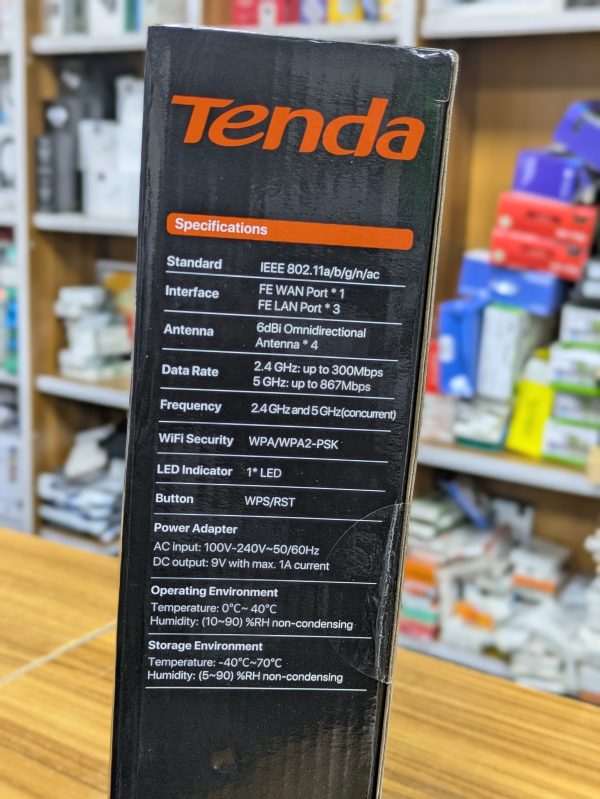 Tenda
Specifications
Standard IEEE 802.11a/b/g/n/ac
Interface FE WAN Port * 1
FE LAN Port * 3
Antenna 6dBi Omnidirectional
Antenna * 4
Data Rate 2.4 GHz: up to 300Mbps
5 GHz: up to 867Mbps
Frequency 2.4 GHz and 5 GHz(concurrent)
WiFi Security WPA/WPA2-PSK
LED Indicator 1* LED
Button WPS/RST
Power Adapter
AC input: 100V-240V~50/60Hz
DC output: 9V with max. 1A current
Operating Environment
Temperature: 0°C~ 40°C
Humidity: (10~90) %RH non-condensing
Storage Environment
Temperature: -40°C~70°C
Humidity: (5~90) %RH non-condensing